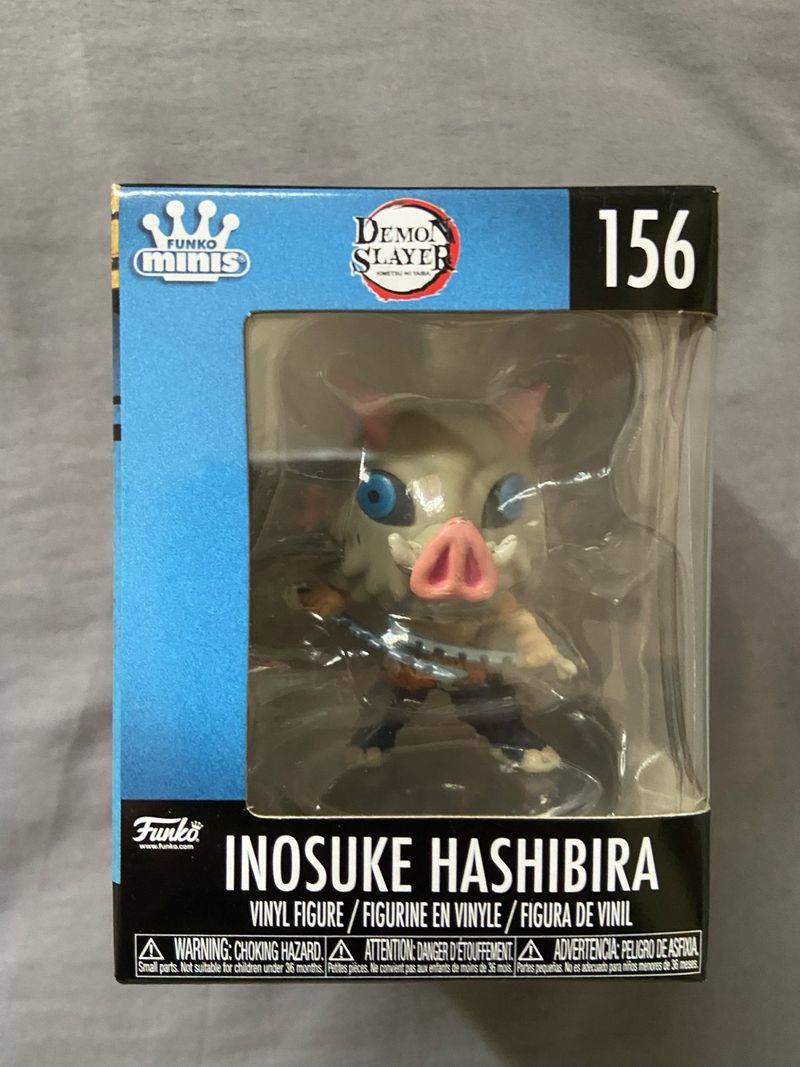 FUNKO
minis
DEMON
SLAYER
KIMETSU NO YAIBA
156
Funko
www.funko.com
INOSUKE HASHIBIRA
VINYL FIGURE / FIGURINE EN VINYLE / FIGURA DE VINIL
WARNING: CHOKING HAZARD.
Small parts. Not suitable for children under 36 months.
ATTENTION: DANGER D'ÉTOUFFEMENT.
Petites pièces. Ne convient pas aux enfants de moins de 36 mois.
ADVERTENCIA: PELIGRO DE ASFIXIA.
Partes pequeñas. No es adecuado para niños menores de 36 meses.